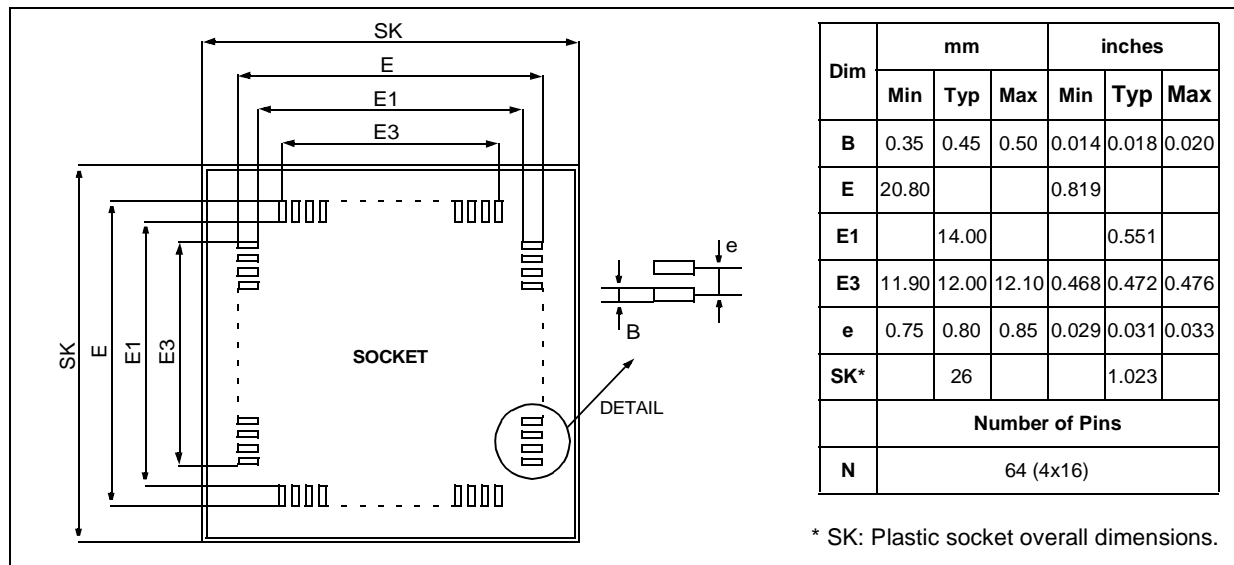 SK
E
E1
E3
SK
E
E1
E3
SOCKET
e
B
DETAIL
Dim mm inches
Min Typ Max Min Typ Max
B 0.35 0.45 0.50 0.014 0.018 0.020
E 20.80 0.819
E1 14.00 0.551
E3 11.90 12.00 12.10 0.468 0.472 0.476
e 0.75 0.80 0.85 0.029 0.031 0.033
SK* 26 1.023
Number of Pins
N 64 (4x16)
* SK: Plastic socket overall dimensions.